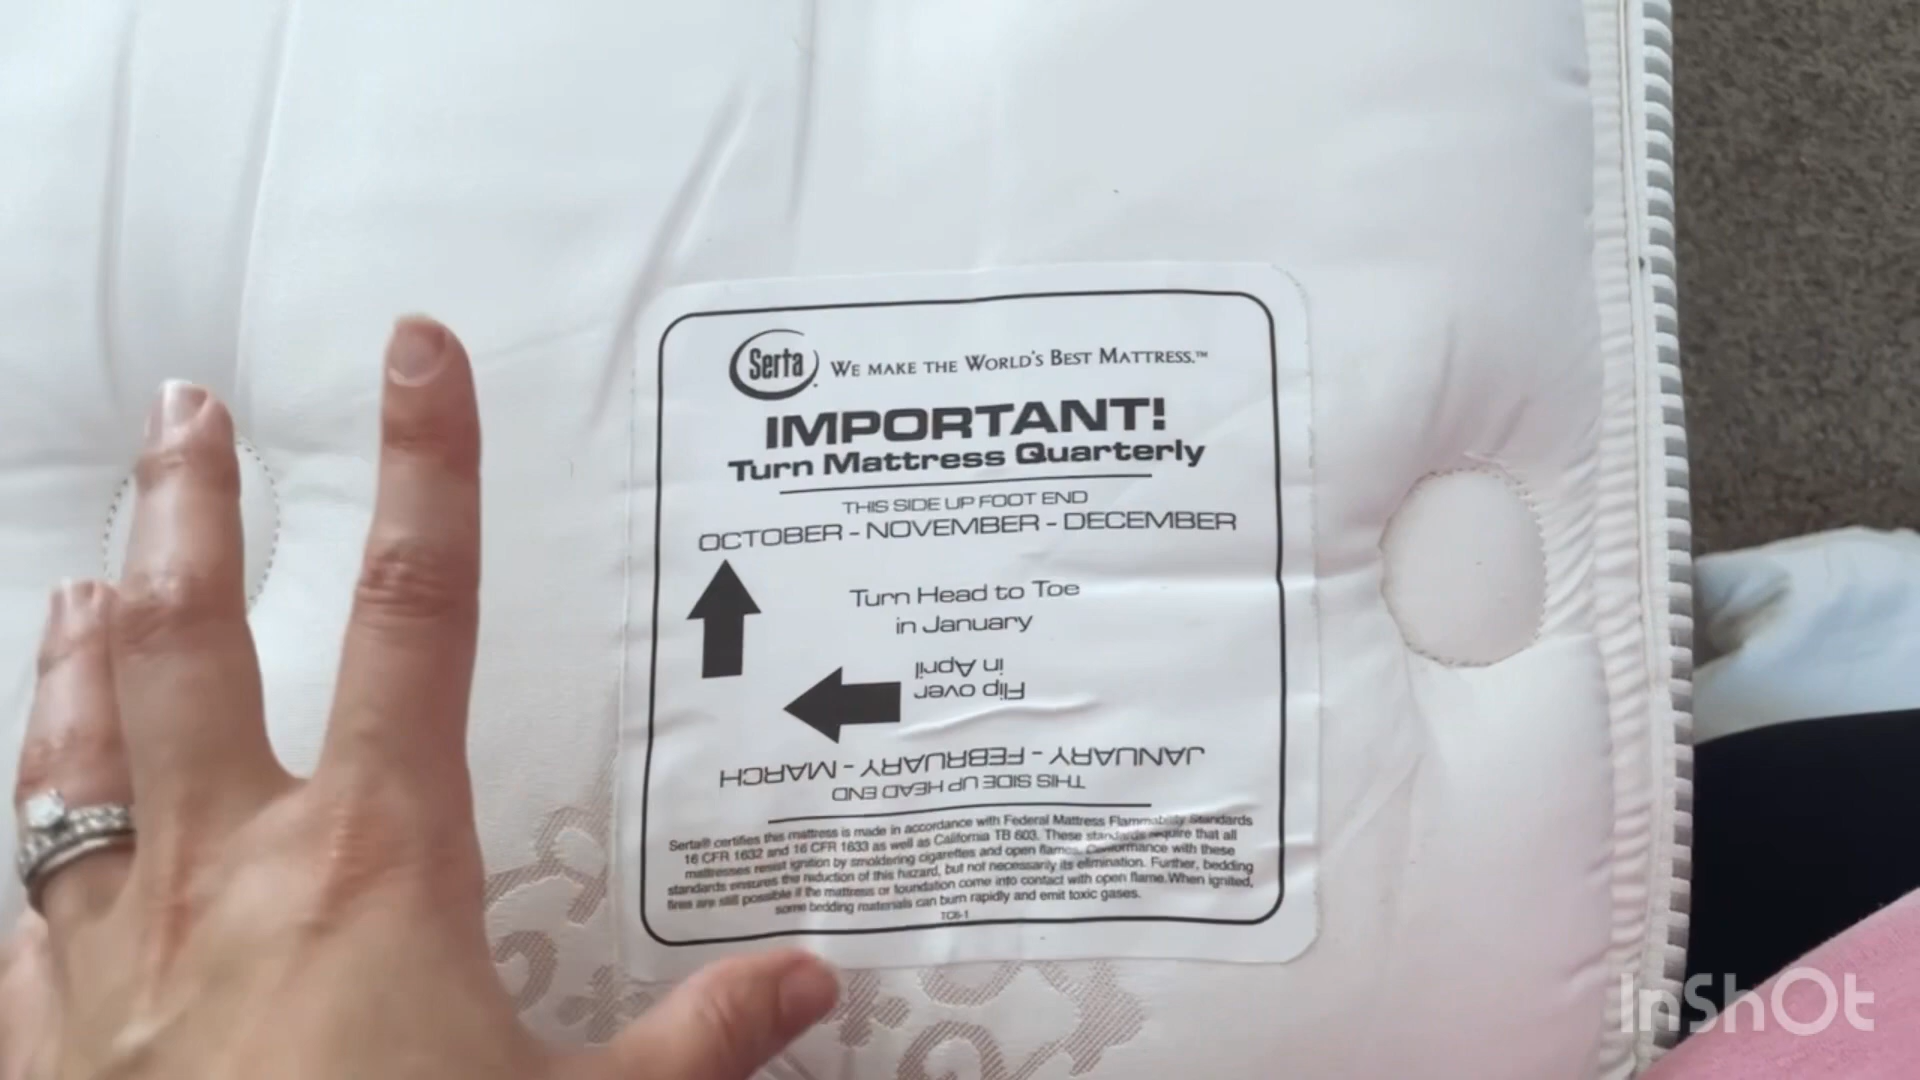 Serta WE MAKE THE WORLD'S BEST MATTRESS.™
IMPORTANT!
Turn Mattress Quarterly
THIS SIDE UP FOOT END
OCTOBER - NOVEMBER - DECEMBER
Turn Head to Toe
in January
Flip over
in April
THIS SIDE UP HEAD END
JANUARY - FEBRUARY - MARCH
Serta® certifies this mattress is made in accordance with Federal Mattress Flammability Standards
16 CFR 1632 and 16 CFR 1633 as well as California TB 603. These standards require that all
mattresses resist ignition by smoldering cigarettes and open flames. Conformance with these
standards ensures the reduction of this hazard, but not necessarily its elimination. Further, bedding
fires are still possible if the mattress or foundation come into contact with open flame. When ignited,
some bedding materials can burn rapidly and emit toxic gases.
TC6-1
InShOt